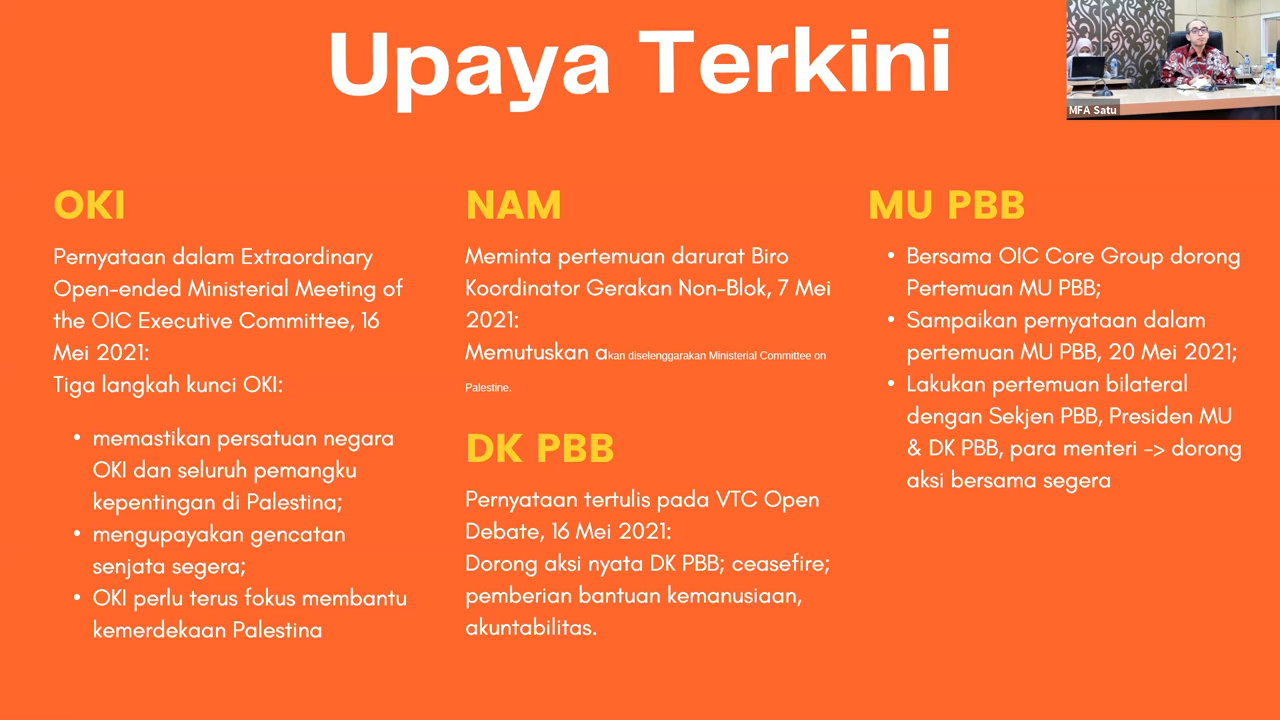 Upaya Terkini
MFA Satu
OKI
Pernyataan dalam Extraordinary
Open-ended Ministerial Meeting of
the OIC Executive Committee, 16
Mei 2021:
Tiga langkah kunci OKI:
• memastikan persatuan negara
OKI dan seluruh pemangku
kepentingan di Palestina;
• mengupayakan gencatan
senjata segera;
• OKI perlu terus fokus membantu
kemerdekaan Palestina
NAM
Meminta pertemuan darurat Biro
Koordinator Gerakan Non-Blok, 7 Mei
2021:
Memutuskan akan diselenggarakan Ministerial Committee on
Palestine.
DK PBB
Pernyataan tertulis pada VTC Open
Debate, 16 Mei 2021:
Dorong aksi nyata DK PBB; ceasefire;
pemberian bantuan kemanusiaan,
akuntabilitas.
MU PBB
• Bersama OIC Core Group dorong
Pertemuan MU PBB;
• Sampaikan pernyataan dalam
pertemuan MU PBB, 20 Mei 2021;
• Lakukan pertemuan bilateral
dengan Sekjen PBB, Presiden MU
& DK PBB, para menteri -> dorong
aksi bersama segera